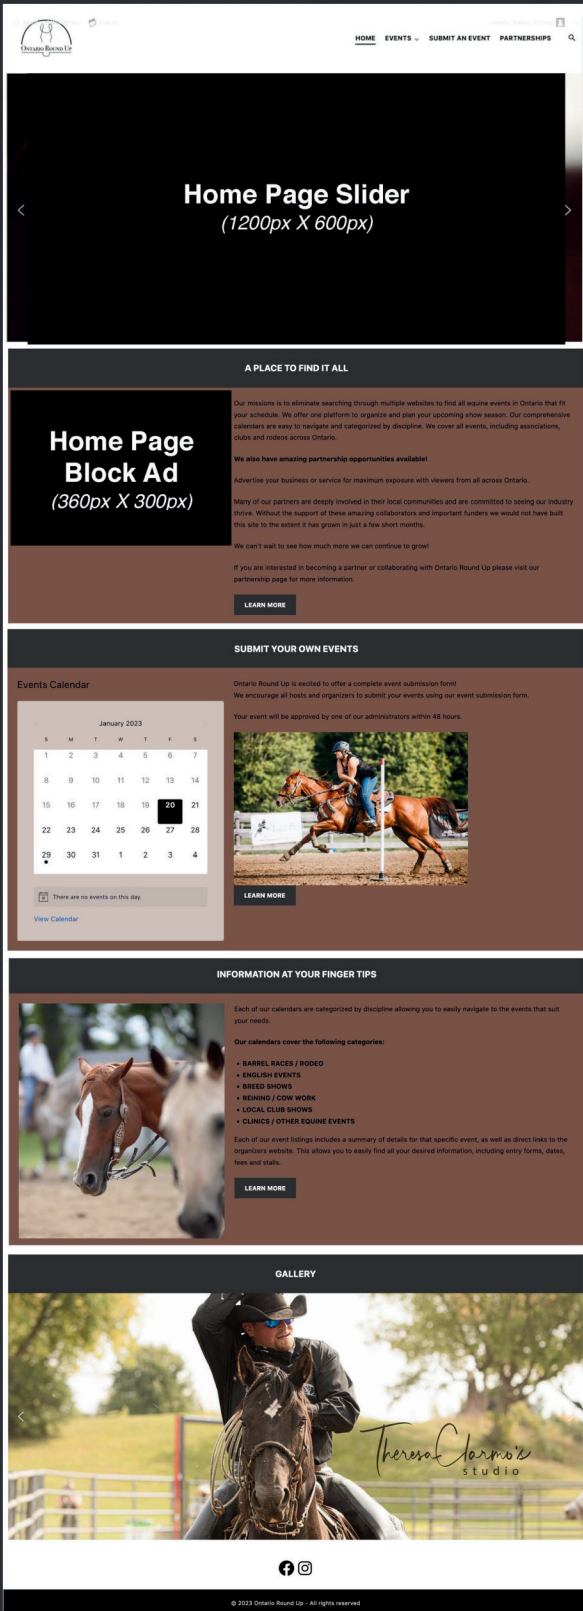 ONTARIO ROUND UP
HOME EVENTS SUBMIT AN EVENT PARTNERSHIPS
Home Page Slider
(1200px X 600px)
A PLACE TO FIND IT ALL
Home Page
Block Ad
(360px X 300px)
Our missions is to eliminate searching through multiple websites to find all equine events in Ontario that fit
your schedule. We offer one platform to organize and plan your upcoming show season. Our comprehensive
calendars are easy to navigate and categorized by discipline. We cover all events, including associations,
clubs and rodeos across Ontario.
We also have amazing partnership opportunities available!
Advertise your business or service for maximum exposure with viewers from all across Ontario.
Many of our partners are deeply involved in their local communities and are committed to seeing our industry
thrive. Without the support of these amazing collaborators and important funders we would not have built
this site to the extent it has grown in just a few short months.
We can't wait to see how much more we can continue to grow!
If you are interested in becoming a partner or collaborating with Ontario Round Up please visit our
partnership page for more information.
LEARN MORE
SUBMIT YOUR OWN EVENTS
Events Calendar
January 2023
S M T W T F S
1 2 3 4 5 6 7
8 9 10 11 12 13 14
15 16 17 18 19 20 21
22 23 24 25 26 27 28
29 30 31 1 2 3 4
There are no events on this day.
View Calendar
Ontario Round Up is excited to offer a complete event submission form!
We encourage all hosts and organizers to submit your events using our event submission form.
Your event will be approved by one of our administrators within 48 hours.
LEARN MORE
INFORMATION AT YOUR FINGER TIPS
Each of our calendars are categorized by discipline allowing you to easily navigate to the events that suit
your needs.
Our calendars cover the following categories:
• BARREL RACES / RODEO
• ENGLISH EVENTS
• BREED SHOWS
• REINING / COW WORK
• LOCAL CLUB SHOWS
• CLINICS / OTHER EQUINE EVENTS
Each of our event listings includes a summary of details for that specific event, as well as direct links to the
organizers website. This allows you to easily find all your desired information, including entry forms, dates,
fees and stalls.
LEARN MORE
GALLERY
Theresa Clarmo's
studio
© 2023 Ontario Round Up - All rights reserved